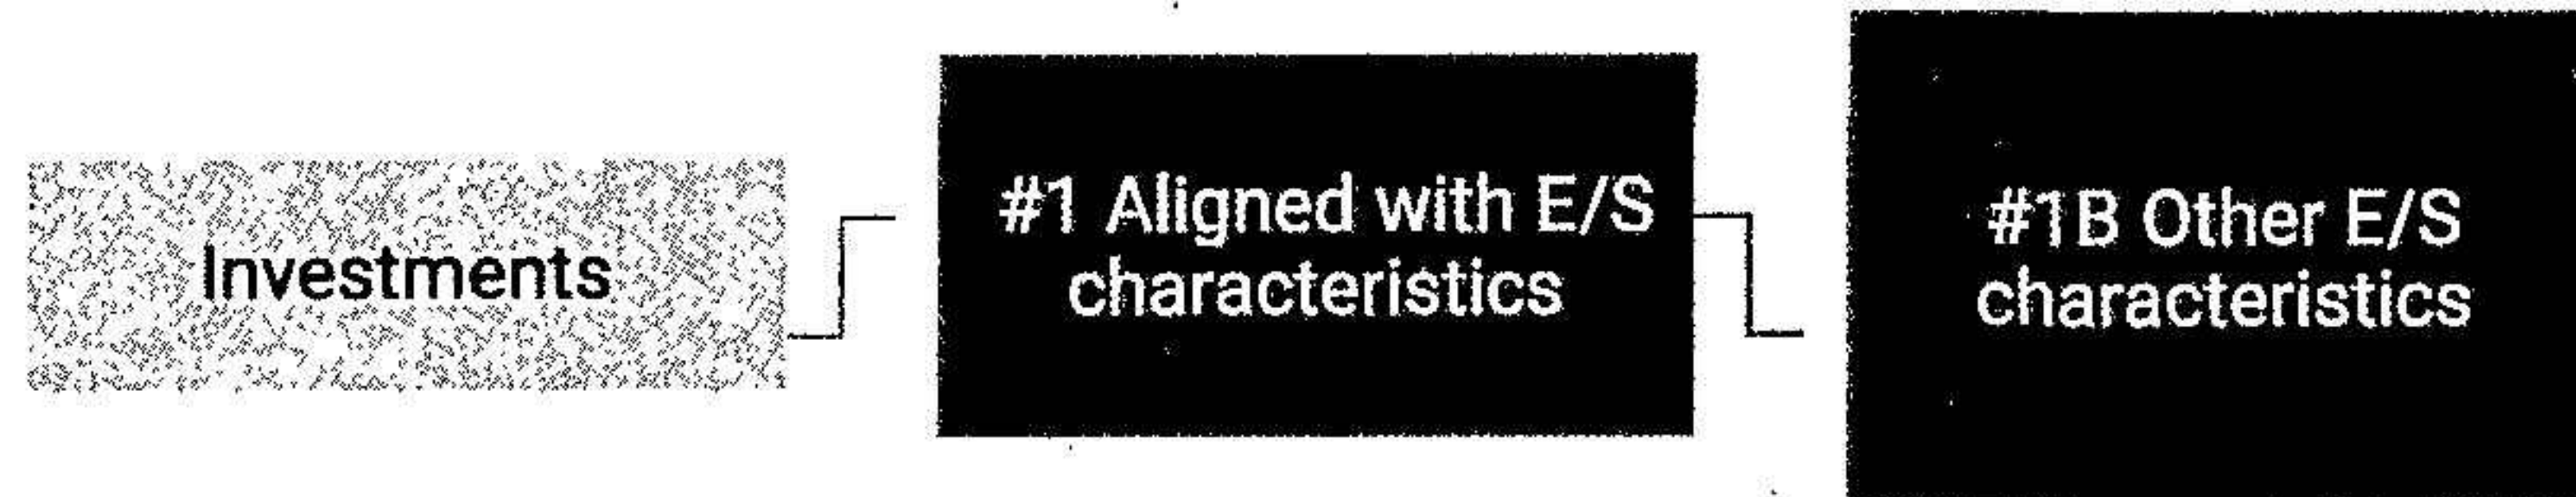 Investments
#1 Aligned with E/S
characteristics
#1B Other E/S
characteristics